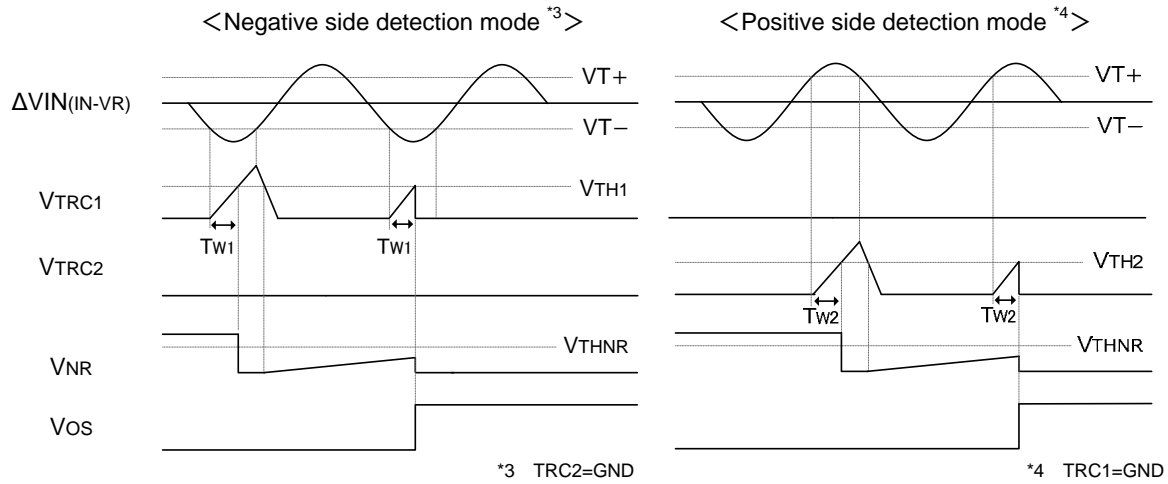 <Negative side detection mode *3>
<Positive side detection mode *4>
ΔVIN(IN-VR)
VT+
VT−
VT+
VT−
VTRC1
VTH1
TW1
TW1
VTRC2
VTH2
TW2
TW2
VNR
VTHNR
VTHNR
VOS
*3 TRC2=GND
*4 TRC1=GND